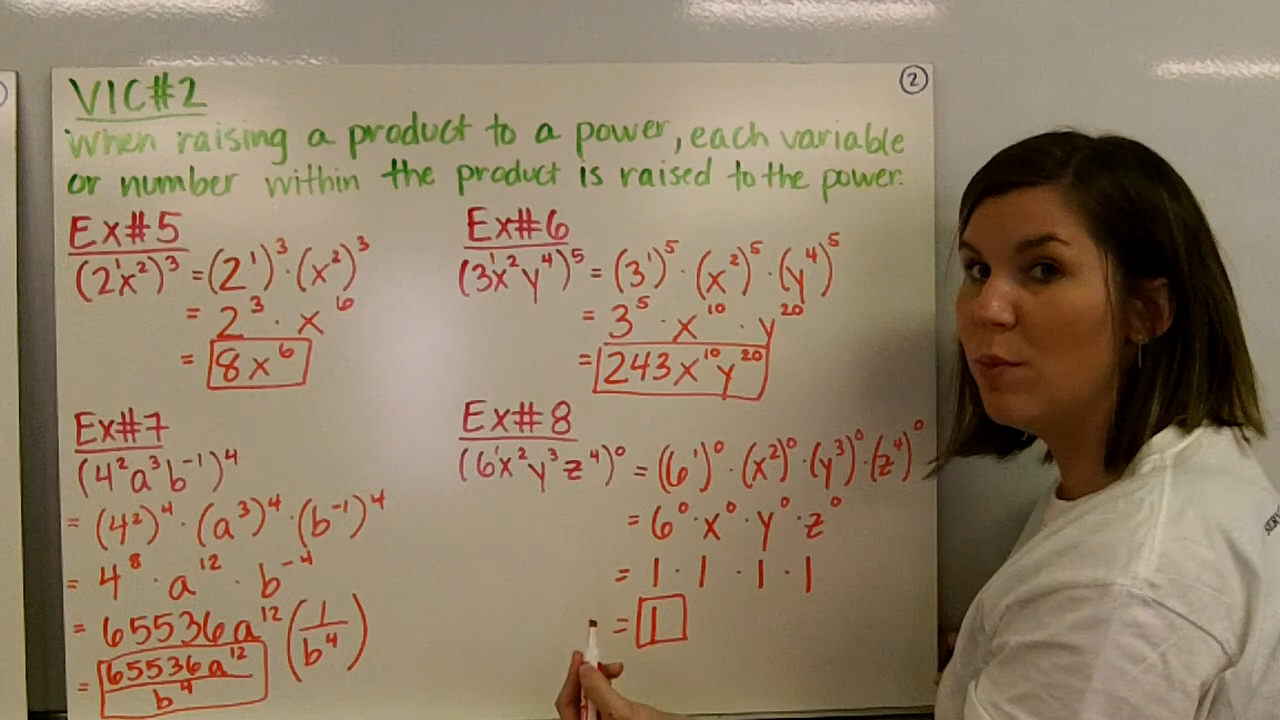 VIC#2
②
When raising a product to a power, each variable
or number within the product is raised to the power.
Ex#5
(2¹x²)³ = (2¹)³·(x²)³
= 2³ · x⁶
= 8x⁶
Ex#6
(3¹x²y⁴)⁵ = (3¹)⁵ · (x²)⁵ · (y⁴)⁵
= 3⁵ · x¹⁰ · y²⁰
= 243x¹⁰y²⁰
Ex#7
(4²a³b⁻¹)⁴
= (4²)⁴ · (a³)⁴ · (b⁻¹)⁴
= 4⁸ · a¹² · b⁻⁴
= 65536a¹² (1/b⁴)
= 65536a¹²/b⁴
Ex#8
(6¹x²y³z⁴)⁰ = (6¹)⁰ · (x²)⁰ · (y³)⁰ · (z⁴)⁰
= 6⁰ · x⁰ · y⁰ · z⁰
= 1 · 1 · 1 · 1
= 1